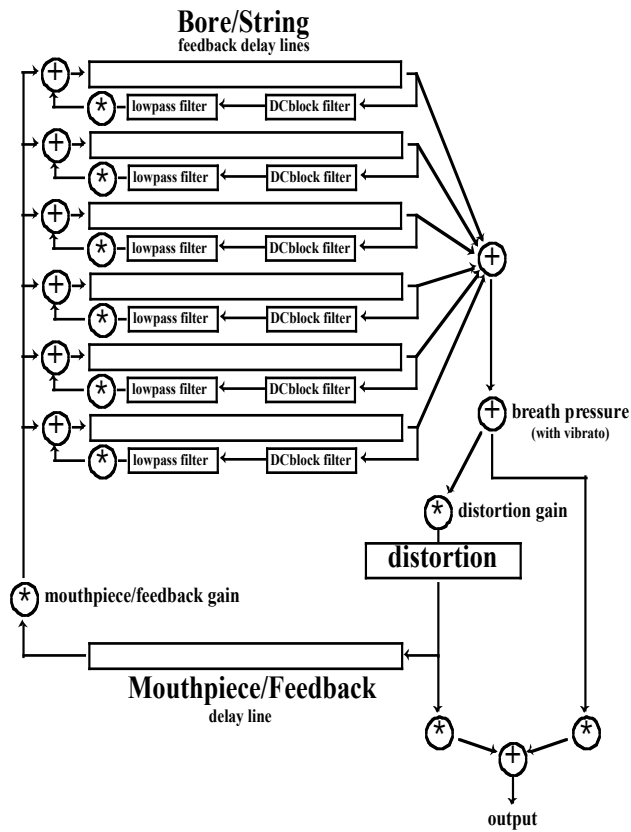 Bore/String
feedback delay lines
+
* lowpass filter DCblock filter
+
* lowpass filter DCblock filter
+
* lowpass filter DCblock filter
+
+
* lowpass filter DCblock filter
+
* lowpass filter DCblock filter
+ breath pressure
(with vibrato)
+
* lowpass filter DCblock filter
* distortion gain
distortion
* mouthpiece/feedback gain
Mouthpiece/Feedback
delay line
* *
+
output